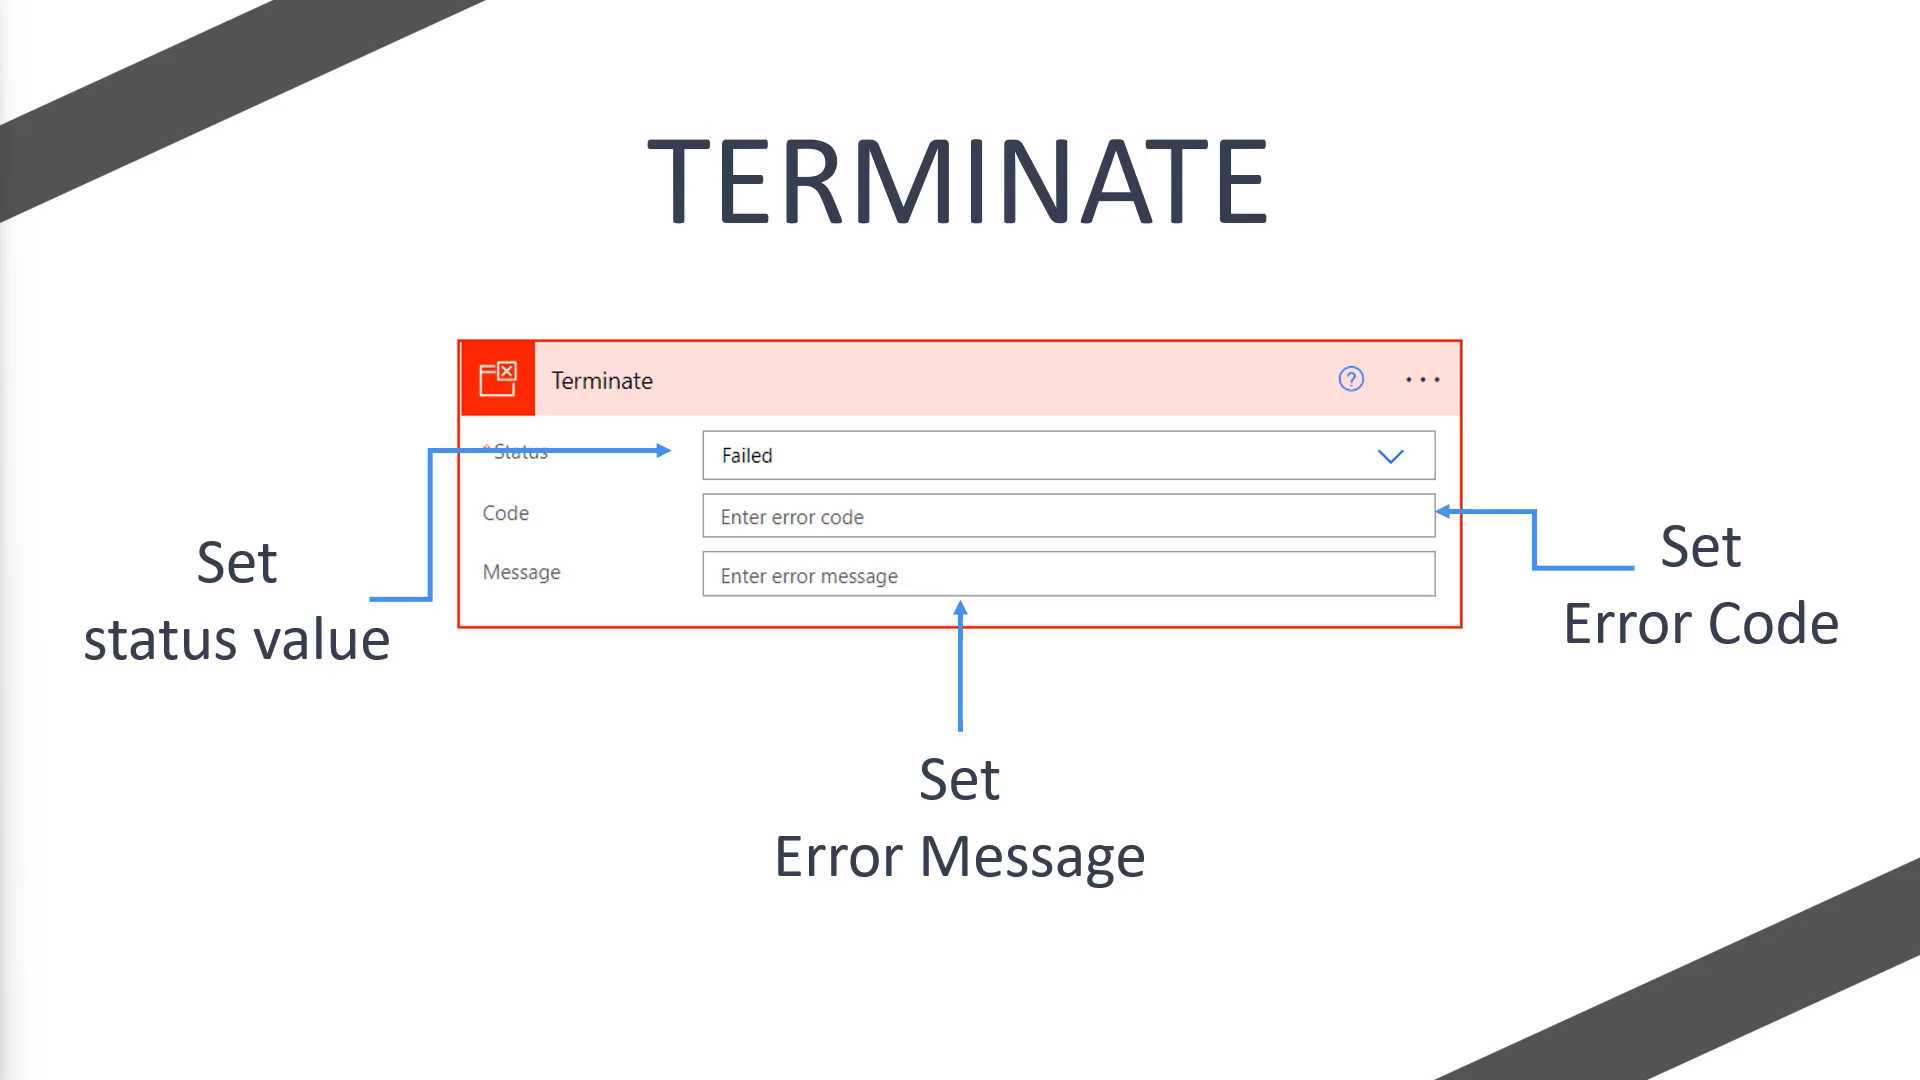 TERMINATE
Terminate
* Status
Failed
Code
Enter error code
Message
Enter error message
Set
status value
Set
Error Code
Set
Error Message